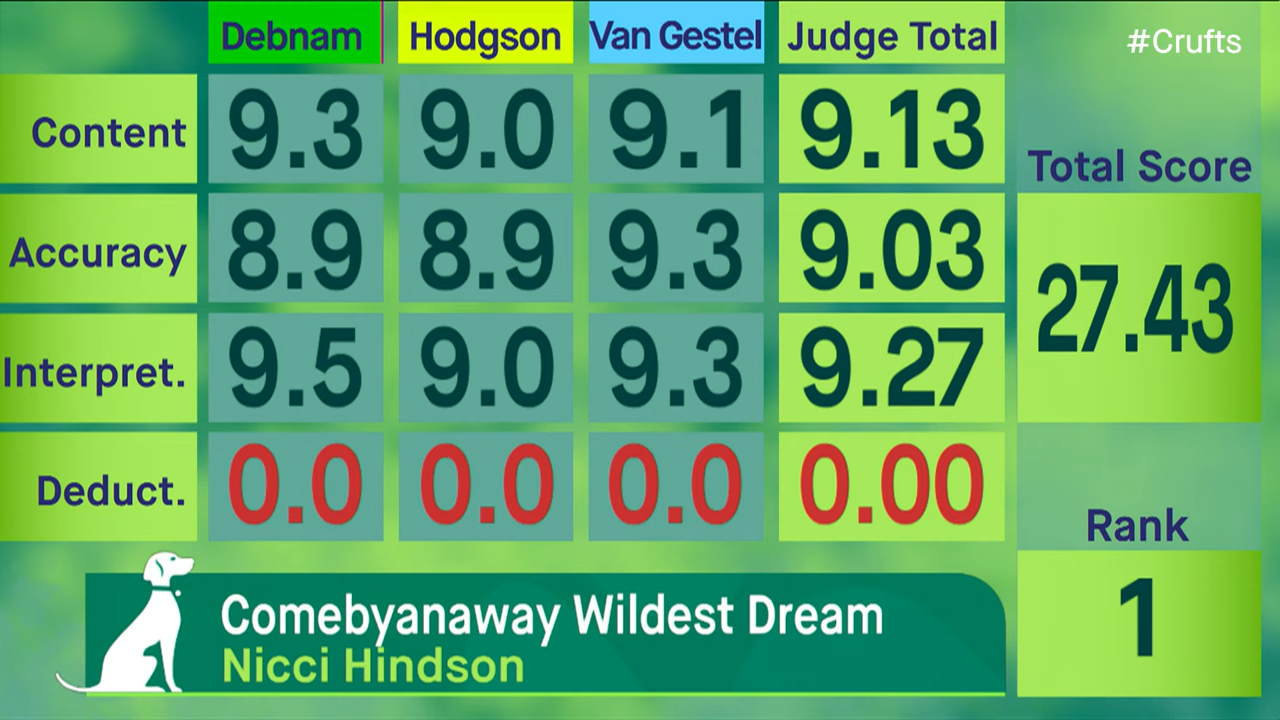 Debnam Hodgson Van Gestel Judge Total #Crufts
Content 9.3 9.0 9.1 9.13
Total Score
Accuracy 8.9 8.9 9.3 9.03
27.43
Interpret. 9.5 9.0 9.3 9.27
Deduct. 0.0 0.0 0.0 0.00
Rank
1
Comebyanaway Wildest Dream
Nicci Hindson